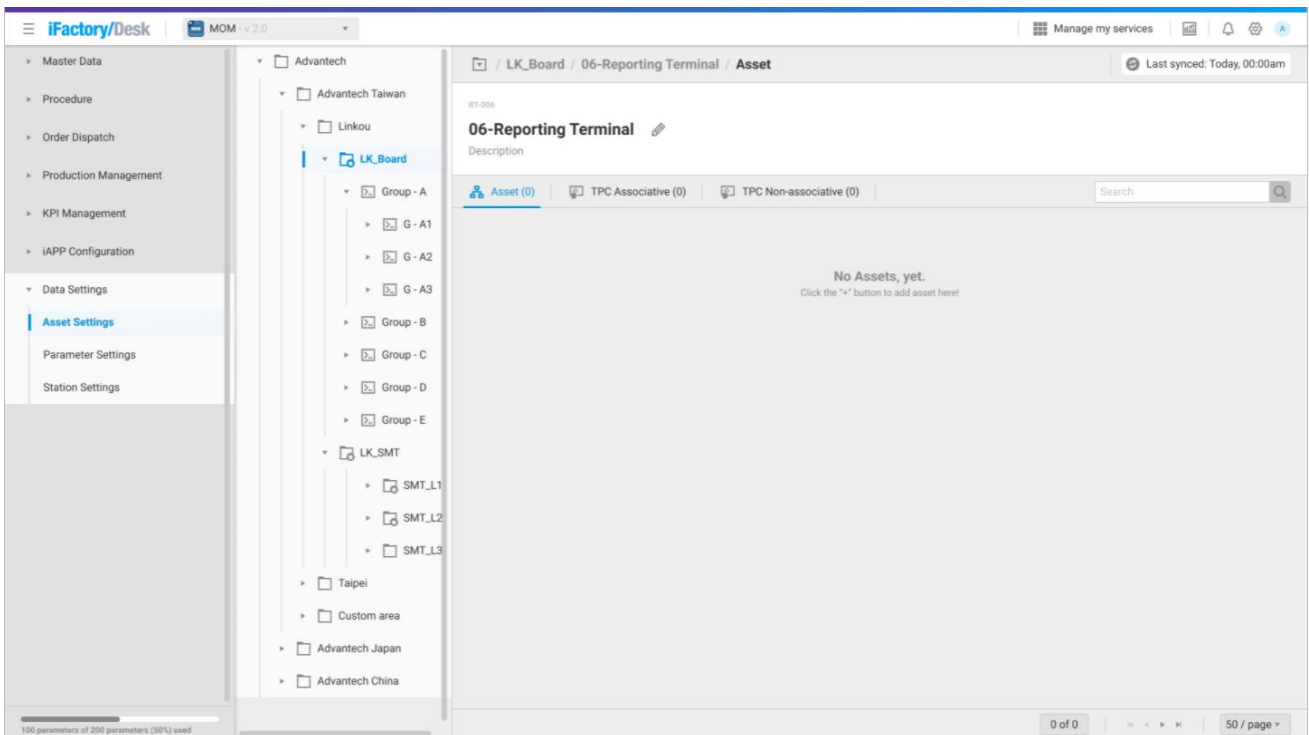 iFactory/Desk
MOM - v 2.0
Manage my services
A
Master Data
Procedure
Order Dispatch
Production Management
KPI Management
iAPP Configuration
Data Settings
Asset Settings
Parameter Settings
Station Settings
100 parameters of 200 parameters (50%) used
Advantech
Advantech Taiwan
Linkou
LK_Board
Group - A
G - A1
G - A2
G - A3
Group - B
Group - C
Group - D
Group - E
LK_SMT
SMT_L1
SMT_L2
SMT_L3
Taipei
Custom area
Advantech Japan
Advantech China
/ LK_Board / 06-Reporting Terminal / Asset
Last synced: Today, 00:00am
RT-006
06-Reporting Terminal
Description
Asset (0)
TPC Associative (0)
TPC Non-associative (0)
Search
No Assets, yet.
Click the "+" button to add asset here!
0 of 0
50 / page